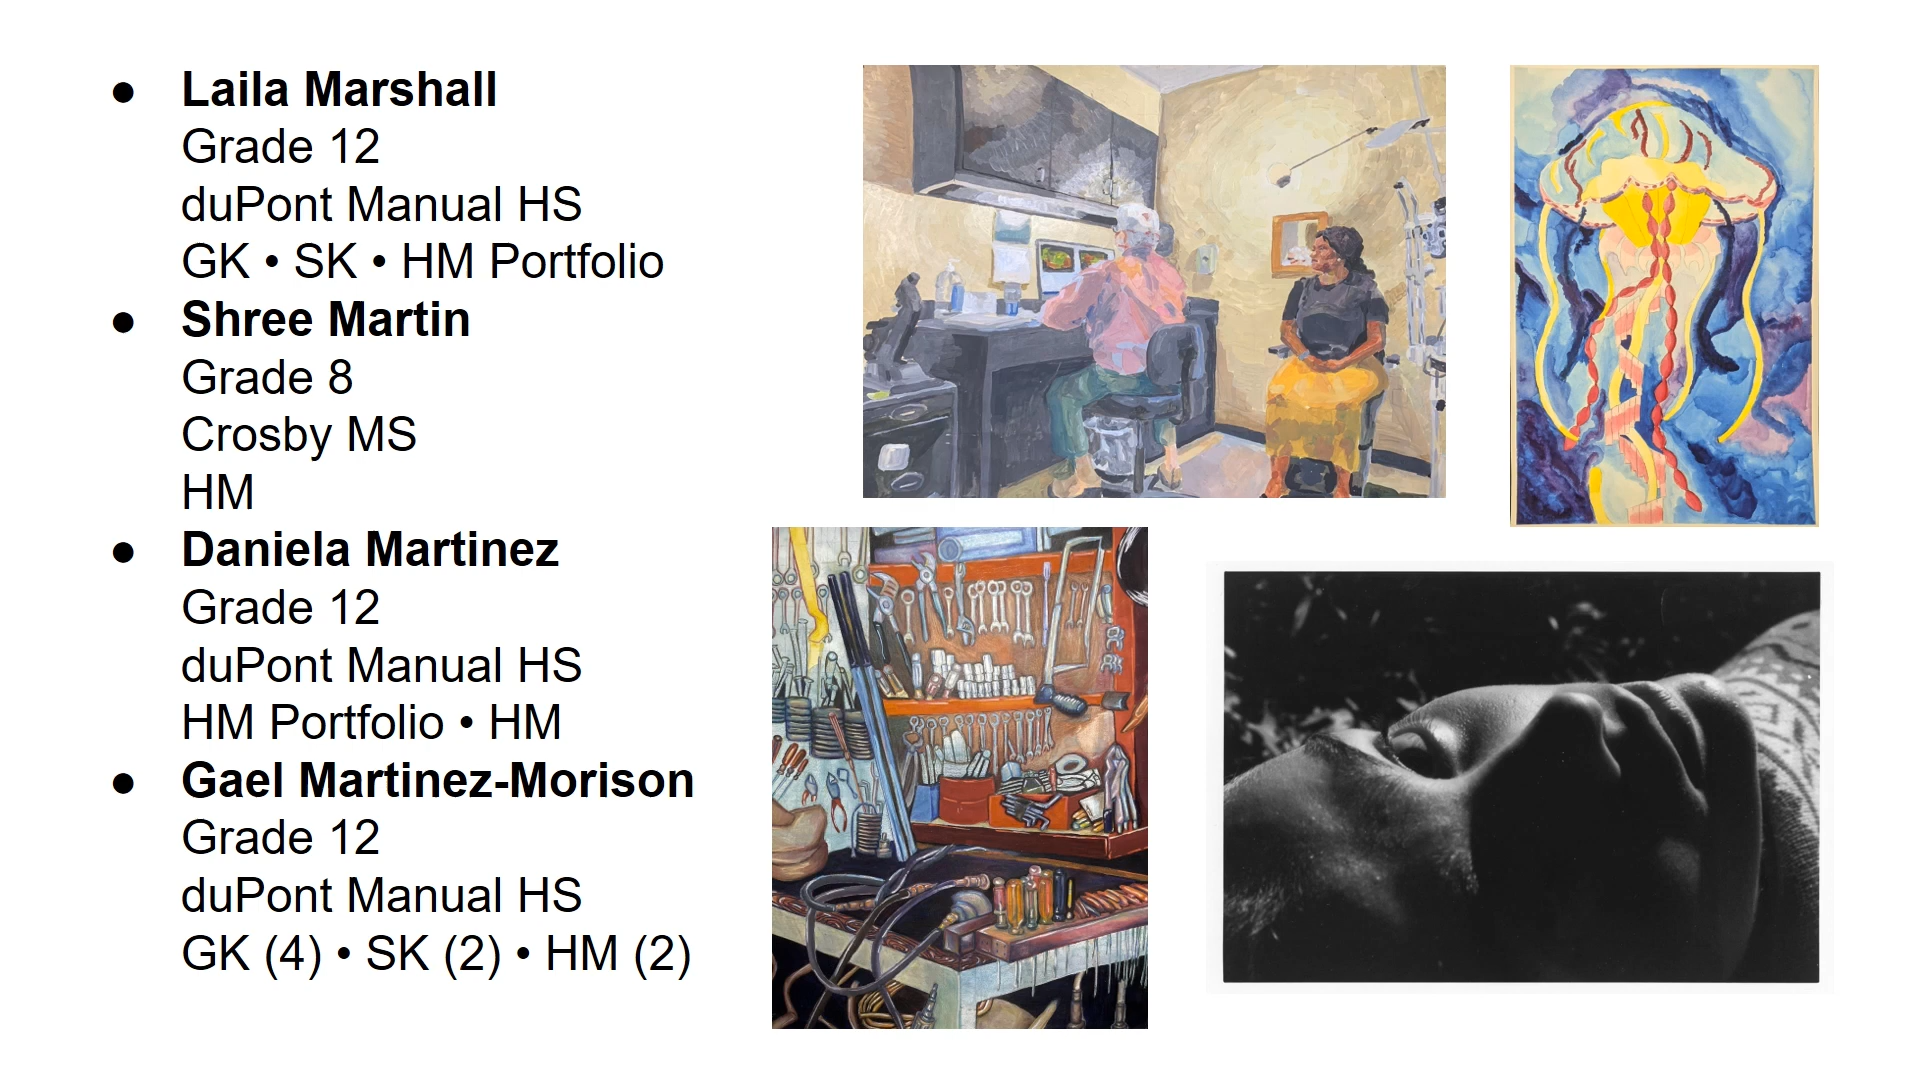 ● Laila Marshall
Grade 12
duPont Manual HS
GK • SK • HM Portfolio
● Shree Martin
Grade 8
Crosby MS
HM
● Daniela Martinez
Grade 12
duPont Manual HS
HM Portfolio • HM
● Gael Martinez-Morison
Grade 12
duPont Manual HS
GK (4) • SK (2) • HM (2)